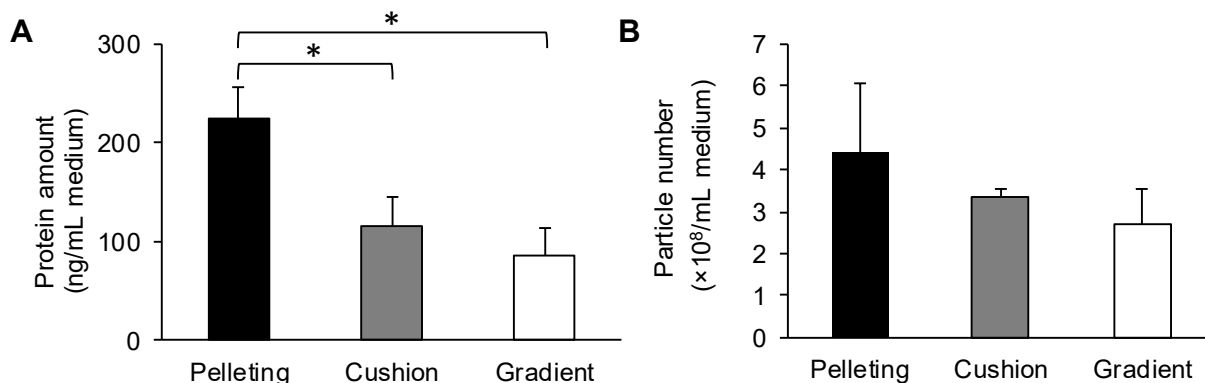 A
Protein amount
(ng/mL medium)
300
200
100
0
*
*
Pelleting Cushion Gradient
B
Particle number
(×10⁸/mL medium)
7
6
5
4
3
2
1
0
Pelleting Cushion Gradient